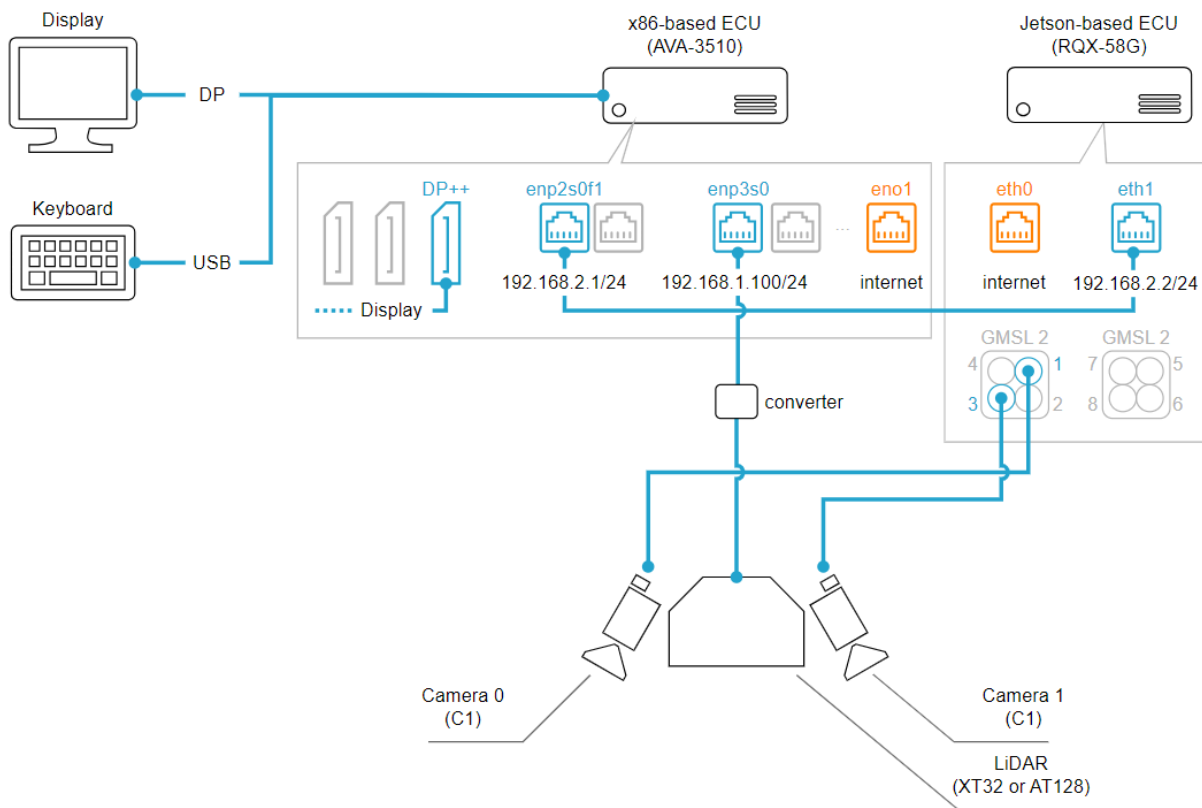 Display
x86-based ECU
(AVA-3510)
Jetson-based ECU
(RQX-58G)
DP
Keyboard
USB
DP++
enp2s0f1
enp3s0
eno1
eth0
eth1
...
192.168.2.1/24
192.168.1.100/24
internet
internet
192.168.2.2/24
Display
GMSL 2
GMSL 2
4
1
7
5
3
2
8
6
converter
Camera 0
(C1)
Camera 1
(C1)
LiDAR
(XT32 or AT128)